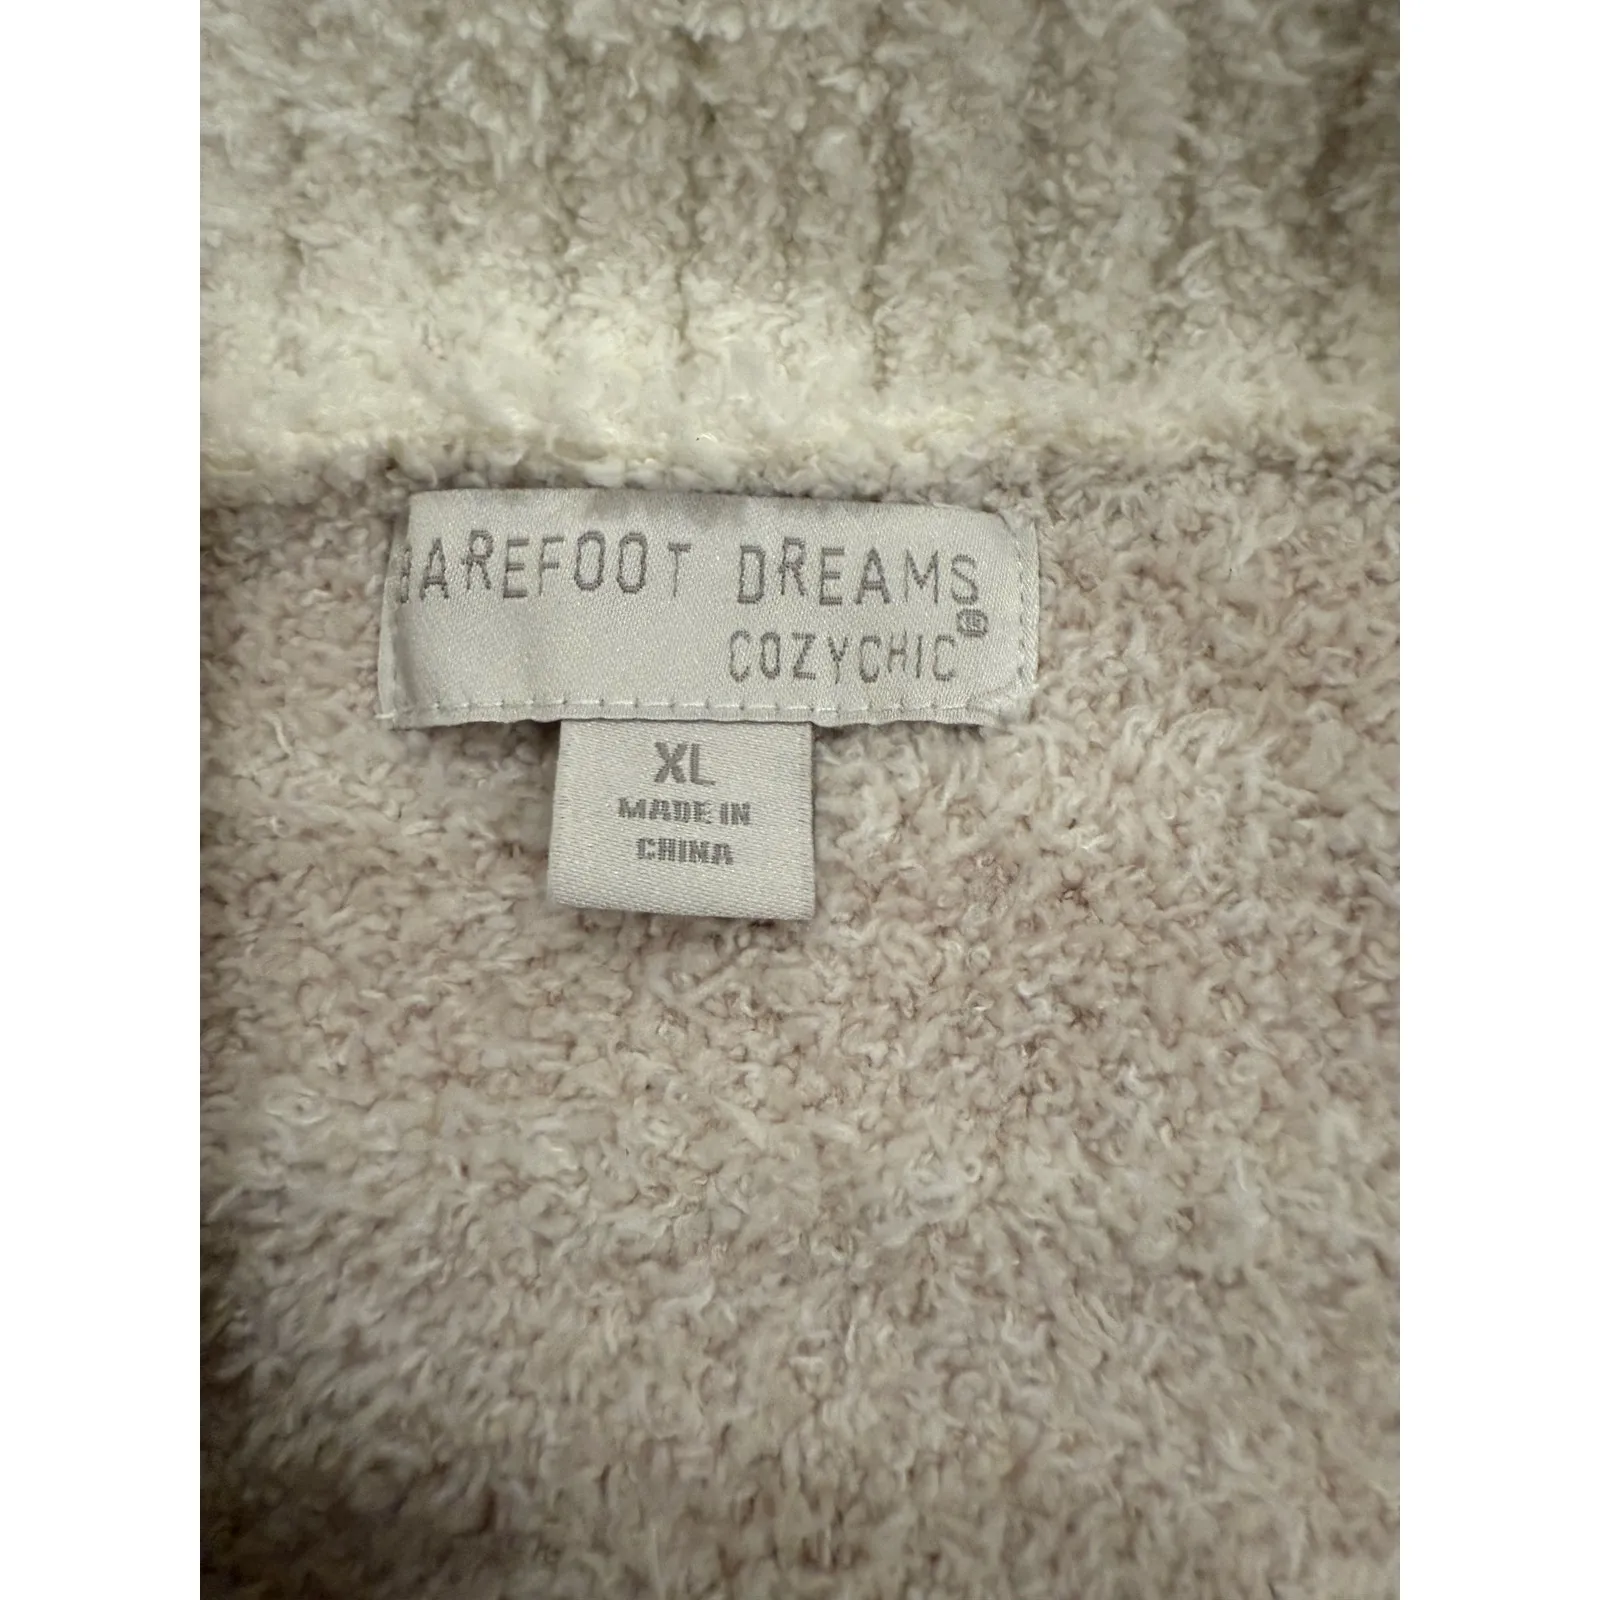 BAREFOOT DREAMS
COZYCHIC®
XL
MADE IN
CHINA